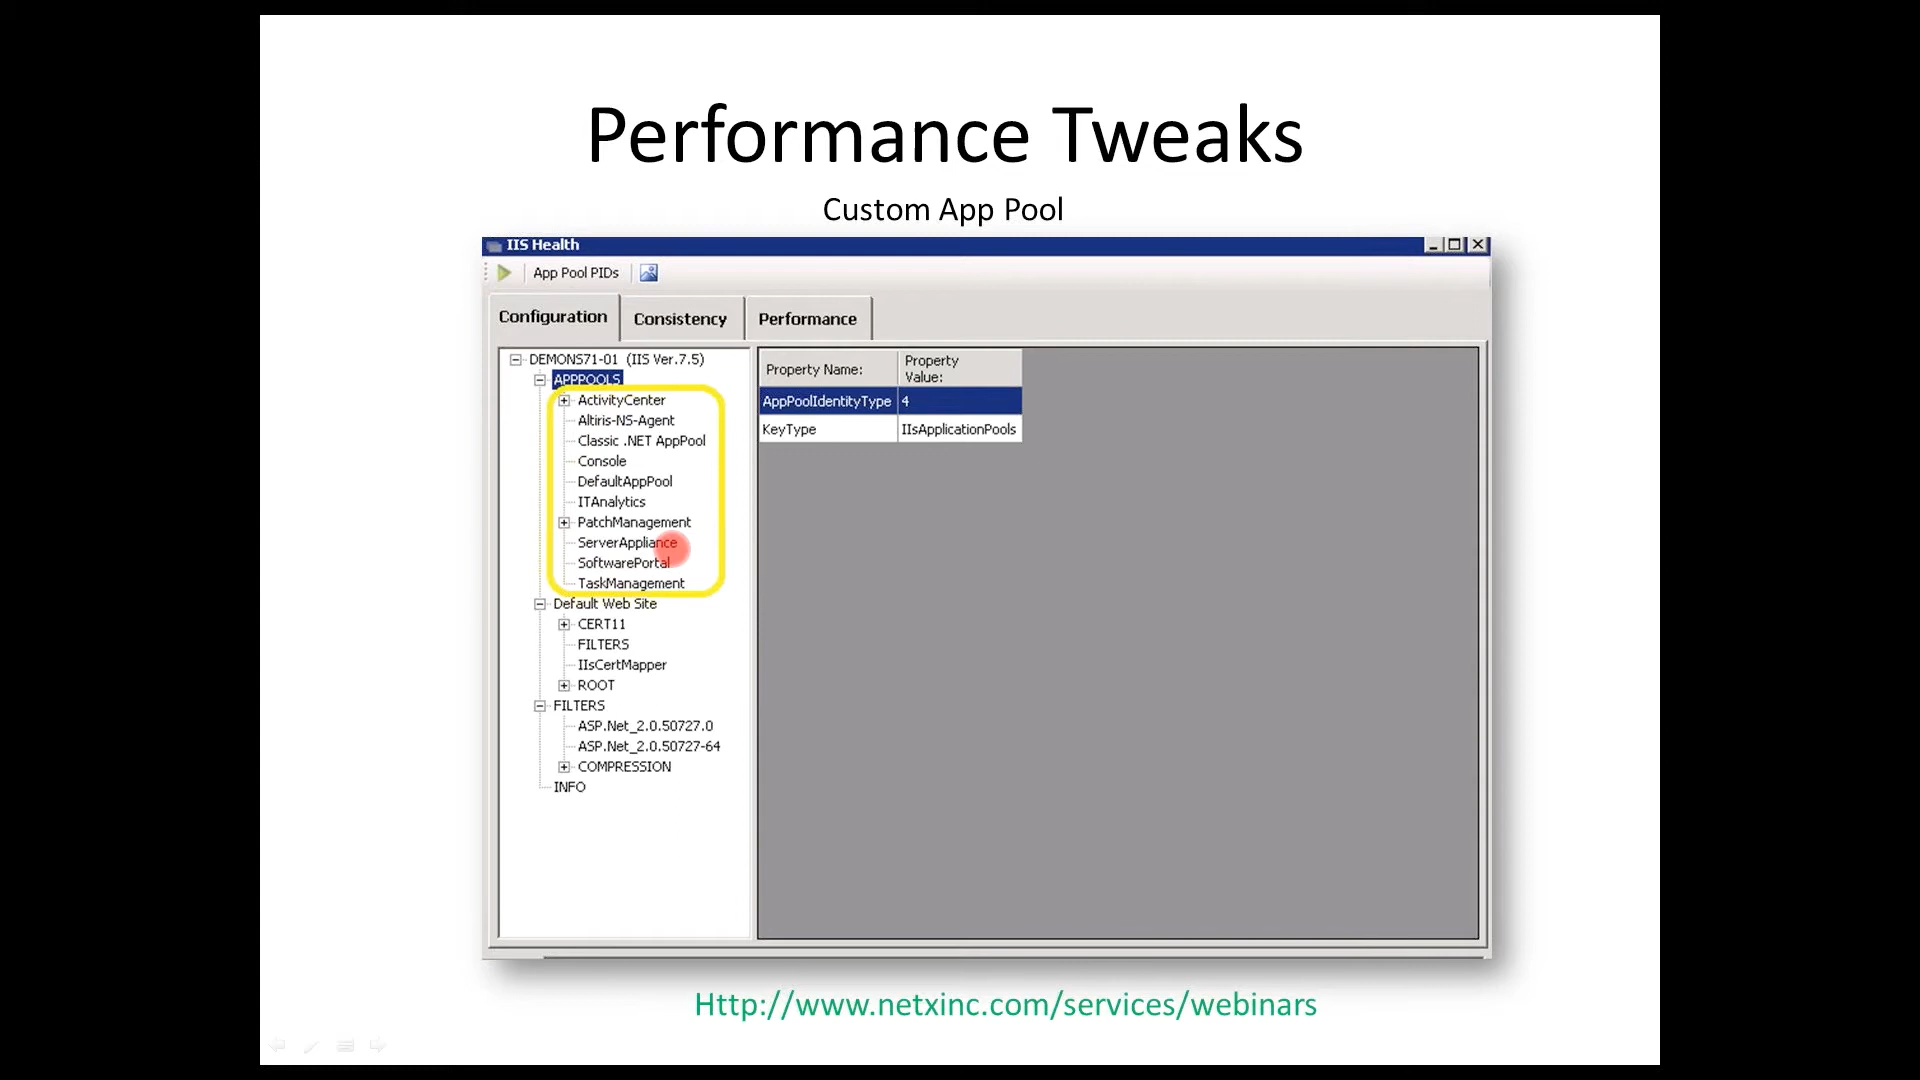 Performance Tweaks
Custom App Pool
IIS Health
App Pool PIDs
Configuration Consistency Performance
DEMONS71-01 (IIS Ver.7.5)
APPPOOLS
ActivityCenter
Altiris-NS-Agent
Classic .NET AppPool
Console
DefaultAppPool
ITAnalytics
PatchManagement
ServerAppliance
SoftwarePortal
TaskManagement
Default Web Site
CERT11
FILTERS
IIsCertMapper
ROOT
FILTERS
ASP.Net_2.0.50727.0
ASP.Net_2.0.50727-64
COMPRESSION
INFO
Property Name: Property Value:
AppPoolIdentityType 4
KeyType IIsApplicationPools
Http://www.netxinc.com/services/webinars